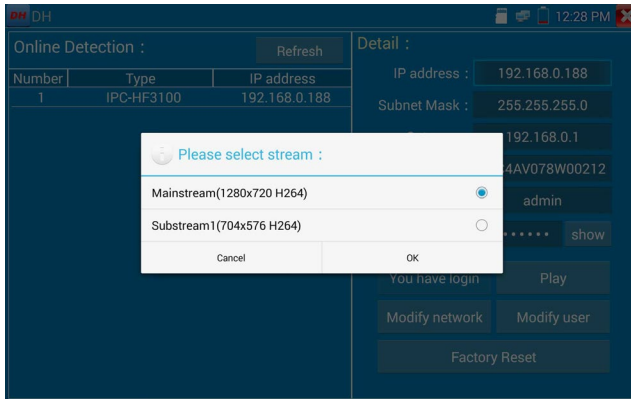 DH DH
12:28 PM
Online Detection :
Refresh
Number Type IP address
1 IPC-HF3100 192.168.0.188
Detail :
IP address : 192.168.0.188
Subnet Mask : 255.255.255.0
192.168.0.1
4AV078W00212
admin
show
You have login
Play
Modify network
Modify user
Factory Reset
Please select stream :
Mainstream(1280x720 H264)
Substream1(704x576 H264)
Cancel
OK